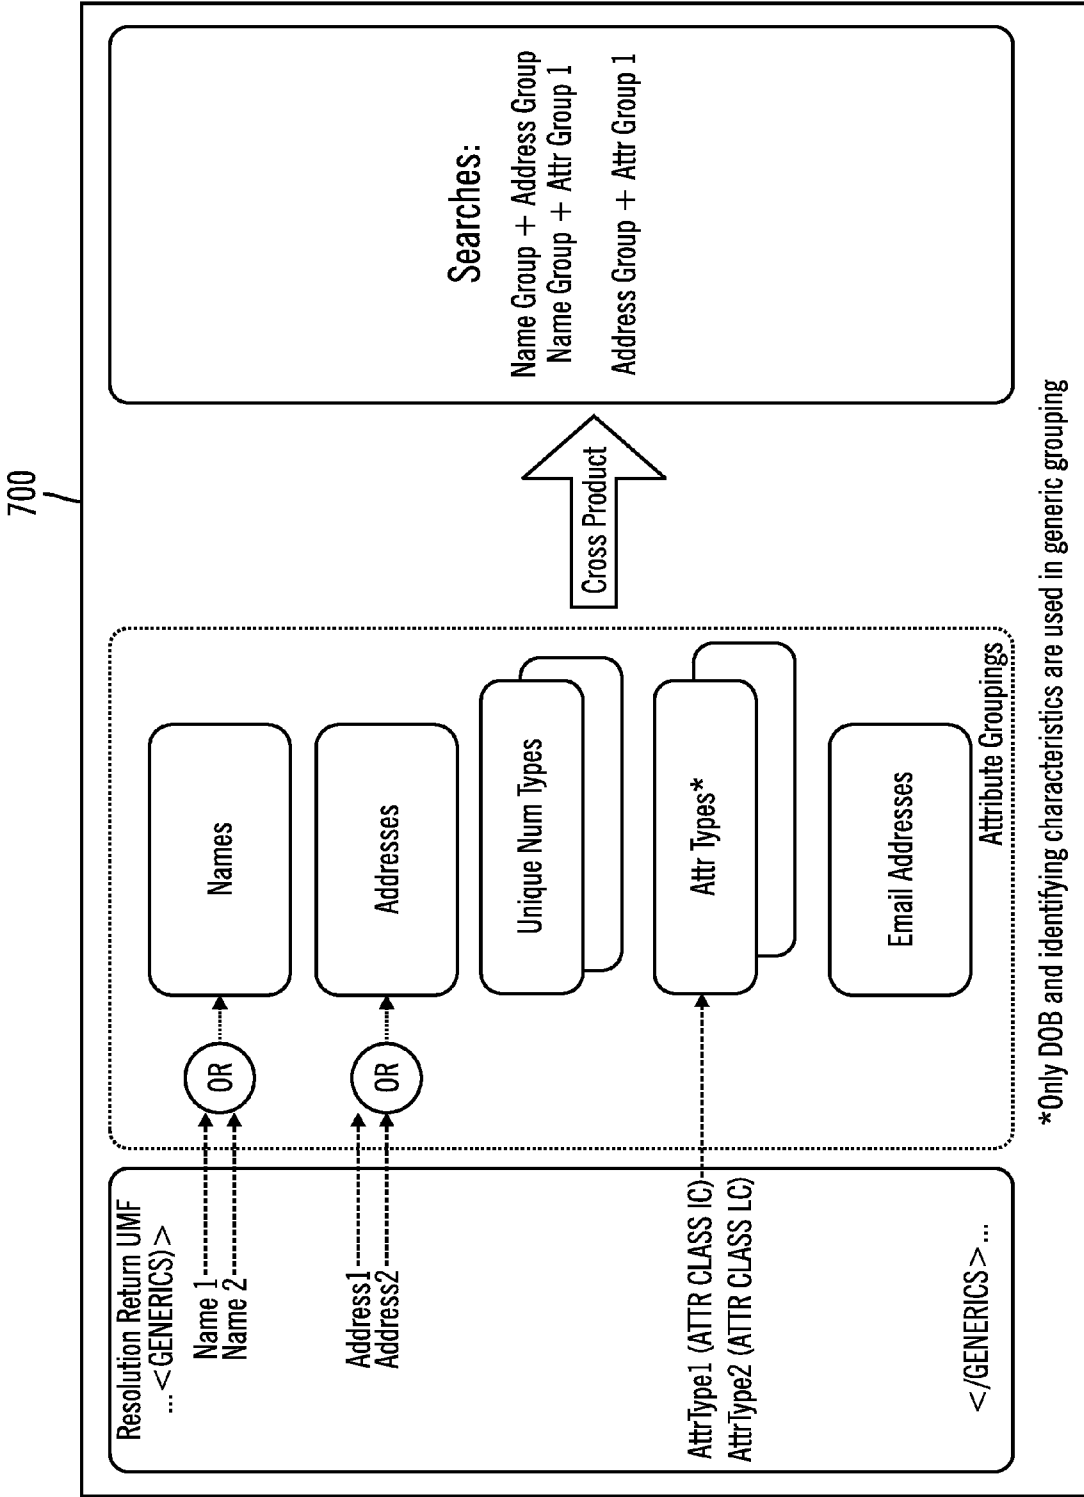 700
Resolution Return UMF
... <GENERICS) >
Name 1
Name 2
Address1
Address2
AttrType1 (ATTR CLASS IC)
AttrType2 (ATTR CLASS LC)
</GENERICS> ...
OR
OR
Names
Addresses
Unique Num Types
Attr Types*
Email Addresses
Attribute Groupings
Cross Product
Searches:
Name Group + Address Group
Name Group + Attr Group 1
Address Group + Attr Group 1
*Only DOB and identifying characteristics are used in generic grouping